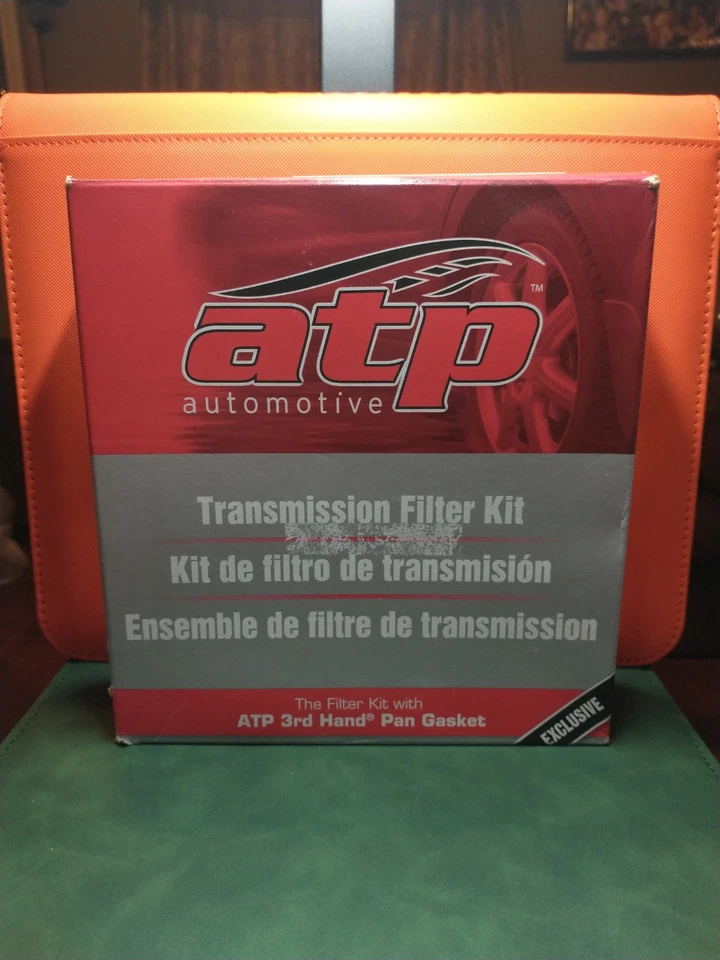 atp™
automotive
Transmission Filter Kit
Kit de filtro de transmisión
Ensemble de filtre de transmission
The Filter Kit with
ATP 3rd Hand® Pan Gasket
EXCLUSIVE